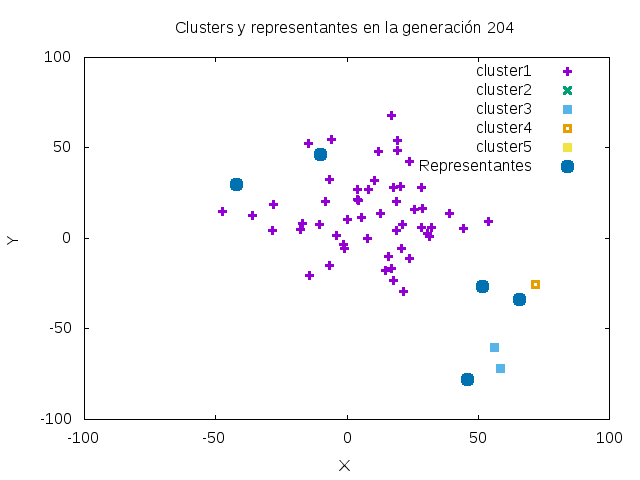 Clusters y representantes en la generación 204
100
50
0
-50
-100
-100
-50
0
50
100
Y
X
cluster1
cluster2
cluster3
cluster4
cluster5
Representantes